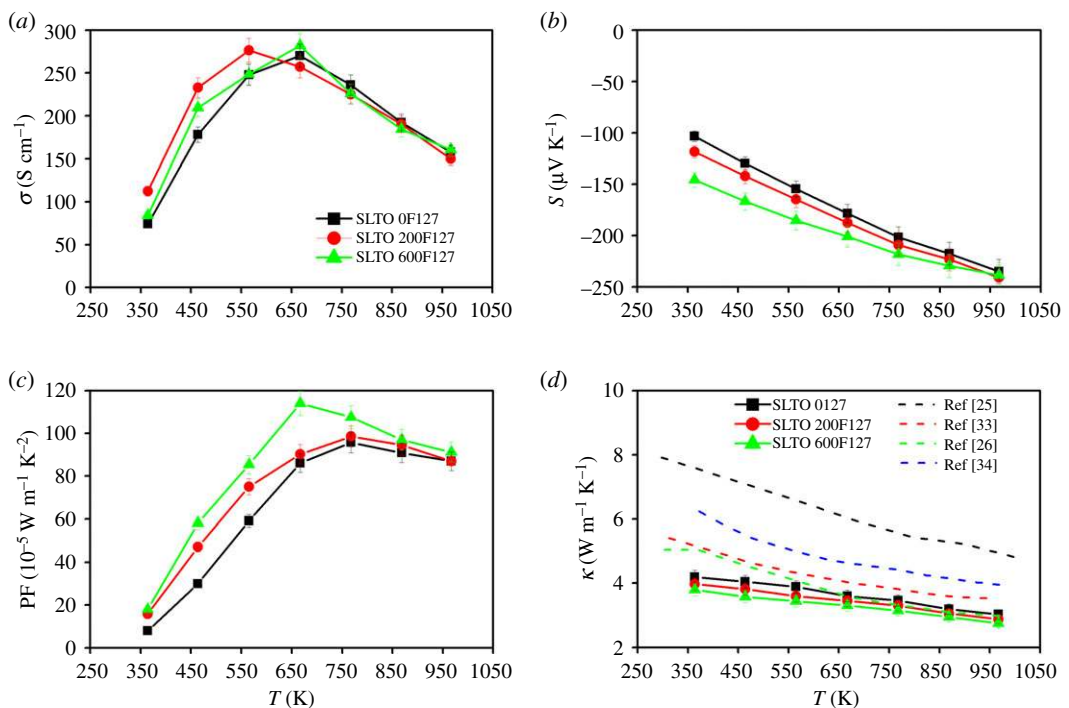 (a)
300
250
200
150
100
50
0
σ (S cm⁻¹)
SLTO 0F127
SLTO 200F127
SLTO 600F127
250 350 450 550 650 750 850 950 1050
(b)
0
−50
−100
−150
−200
−250
S (µV K⁻¹)
250 350 450 550 650 750 850 950 1050
(c)
120
100
80
60
40
20
0
PF (10⁻⁵ W m⁻¹ K⁻²)
250 350 450 550 650 750 850 950 1050
T (K)
(d)
10
8
6
4
2
κ (W m⁻¹ K⁻¹)
SLTO 0127
SLTO 200F127
SLTO 600F127
Ref [25]
Ref [33]
Ref [26]
Ref [34]
250 350 450 550 650 750 850 950 1050
T (K)